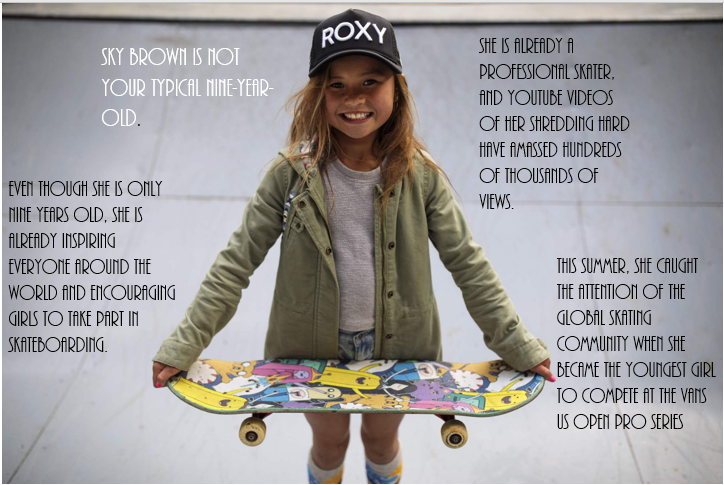 ROXY
SKY BROWN IS NOT
YOUR TYPICAL NINE-YEAR-
OLD.
SHE IS ALREADY A
PROFESSIONAL SKATER,
AND YOUTUBE VIDEOS
OF HER SHREDDING HARD
HAVE AMASSED HUNDREDS
OF THOUSANDS OF
VIEWS.
EVEN THOUGH SHE IS ONLY
NINE YEARS OLD, SHE IS
ALREADY INSPIRING
EVERYONE AROUND THE
WORLD AND ENCOURAGING
GIRLS TO TAKE PART IN
SKATEBOARDING.
THIS SUMMER, SHE CAUGHT
THE ATTENTION OF THE
GLOBAL SKATING
COMMUNITY WHEN SHE
BECAME THE YOUNGEST GIRL
TO COMPETE AT THE VANS
US OPEN PRO SERIES